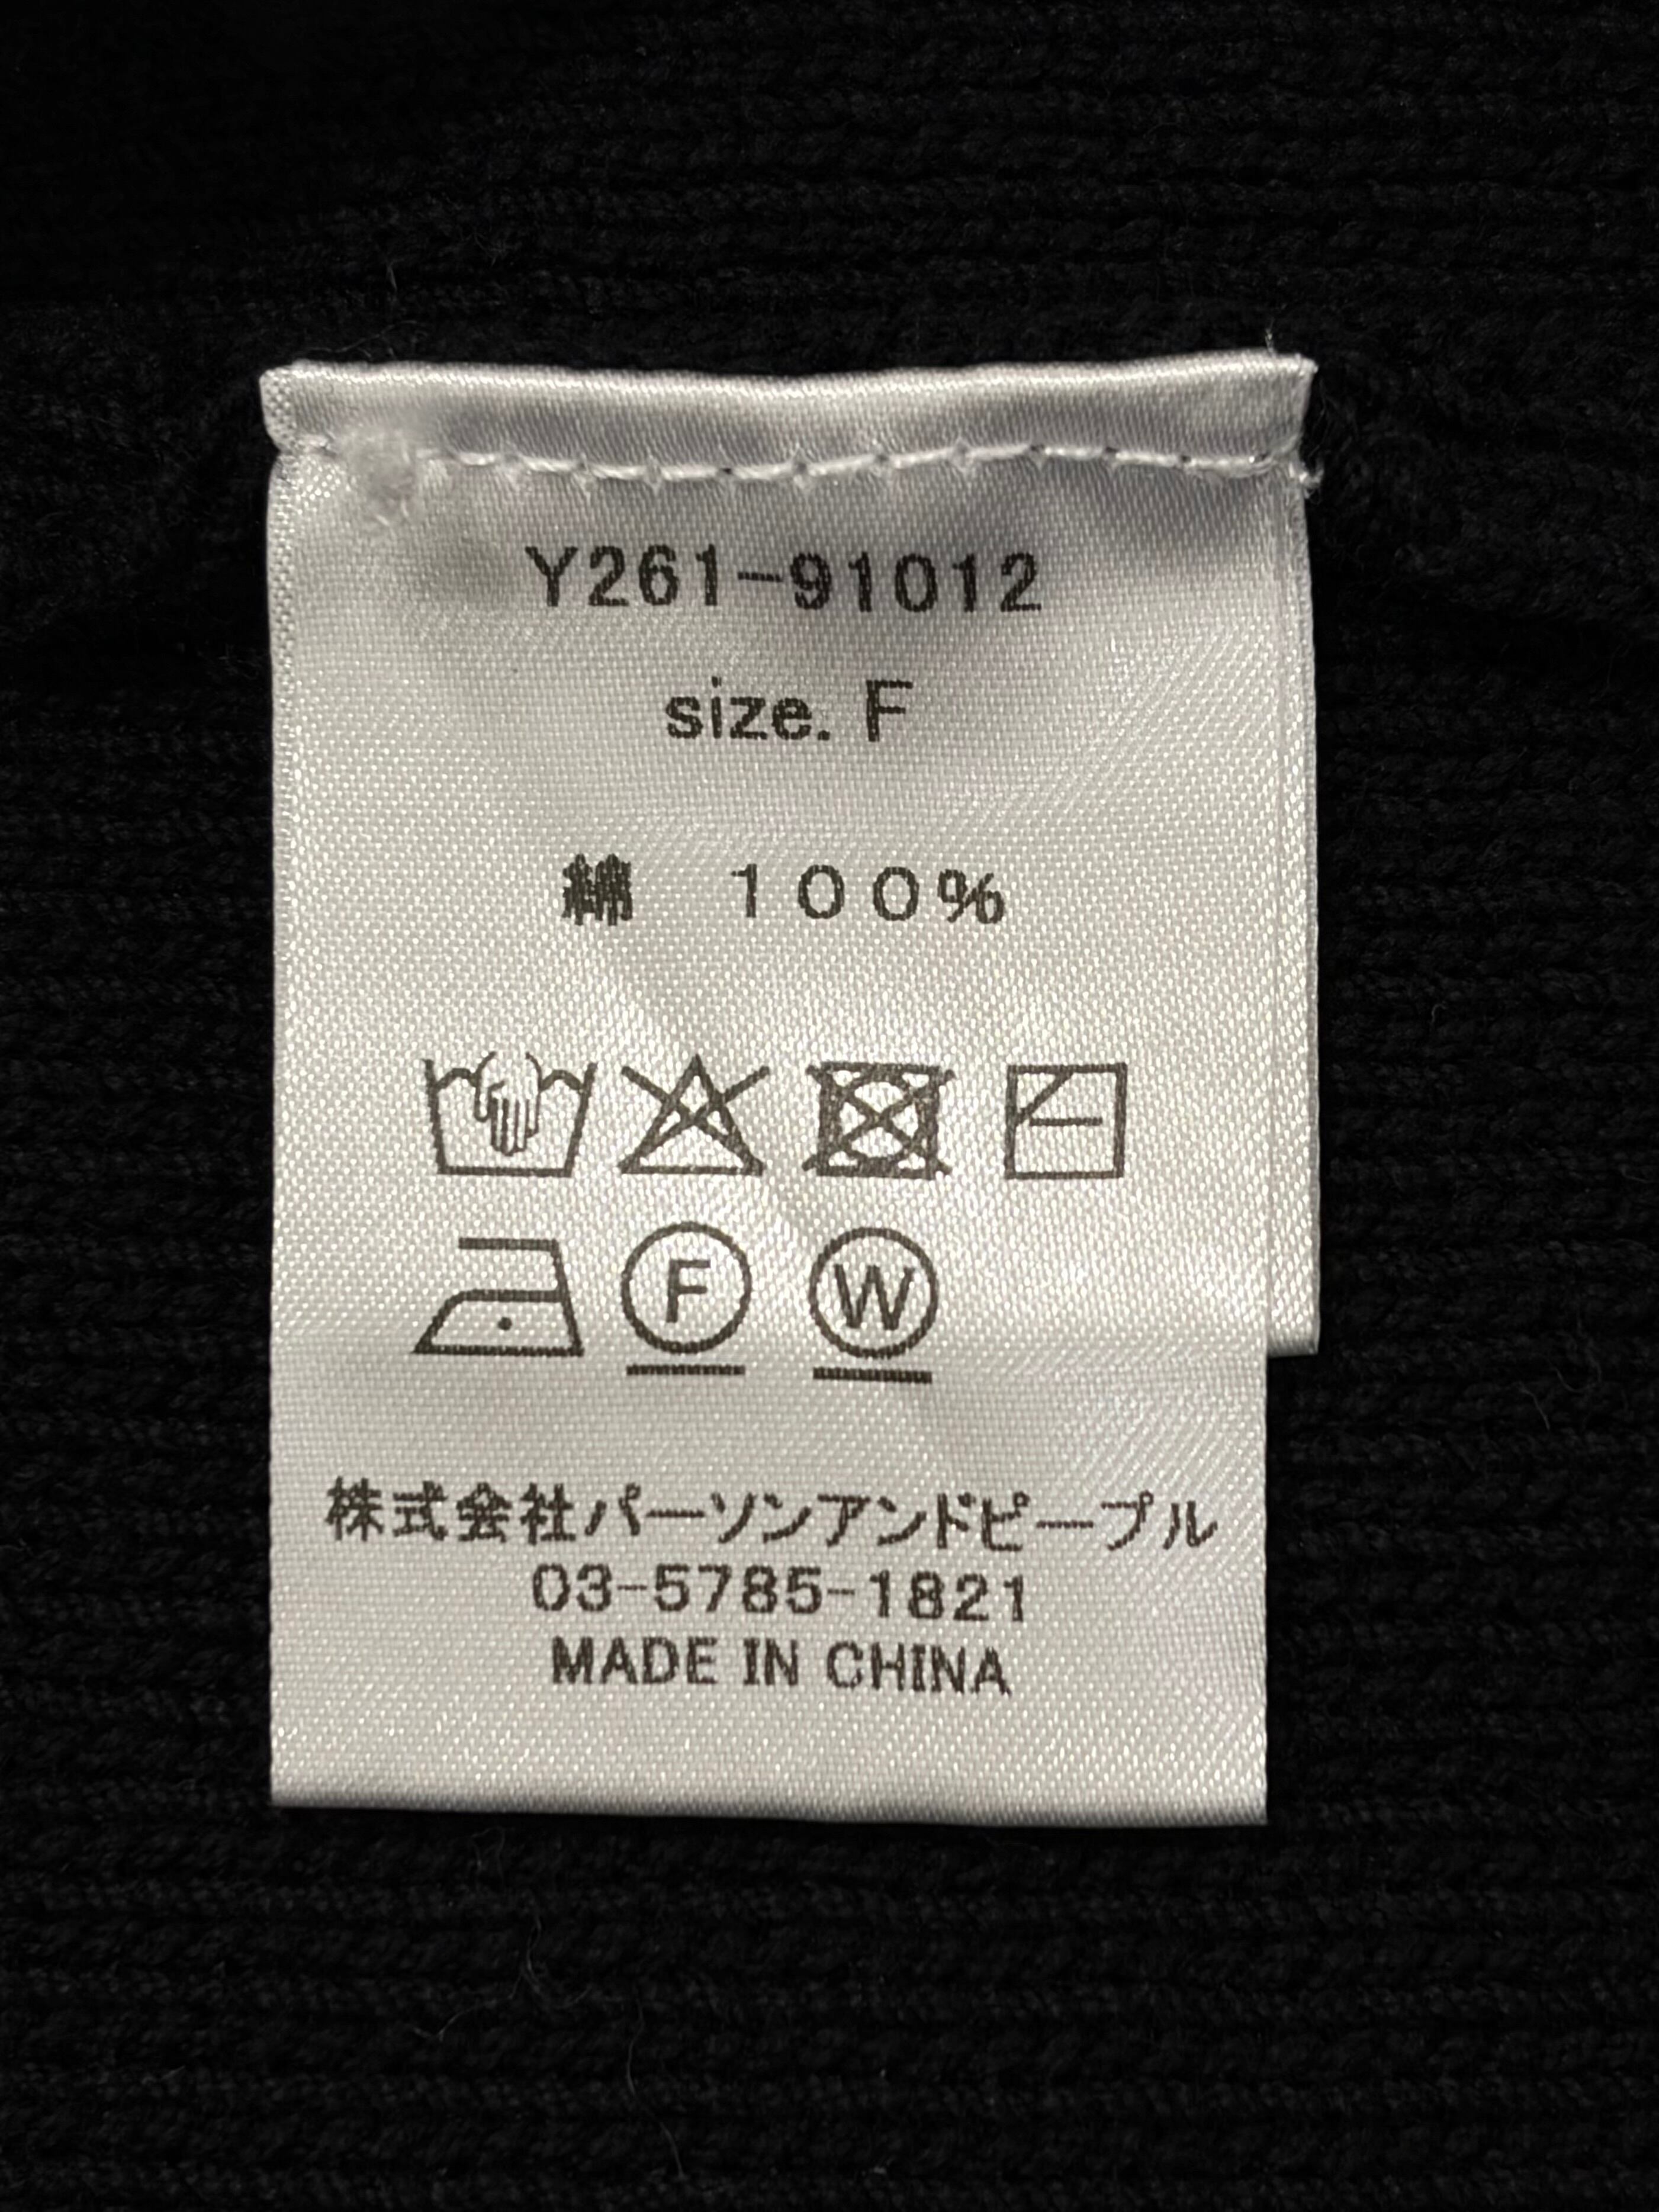 Y261-91012
size. F
綿 100%
F W
株式会社パーソンアンドピープル
03-5785-1821
MADE IN CHINA